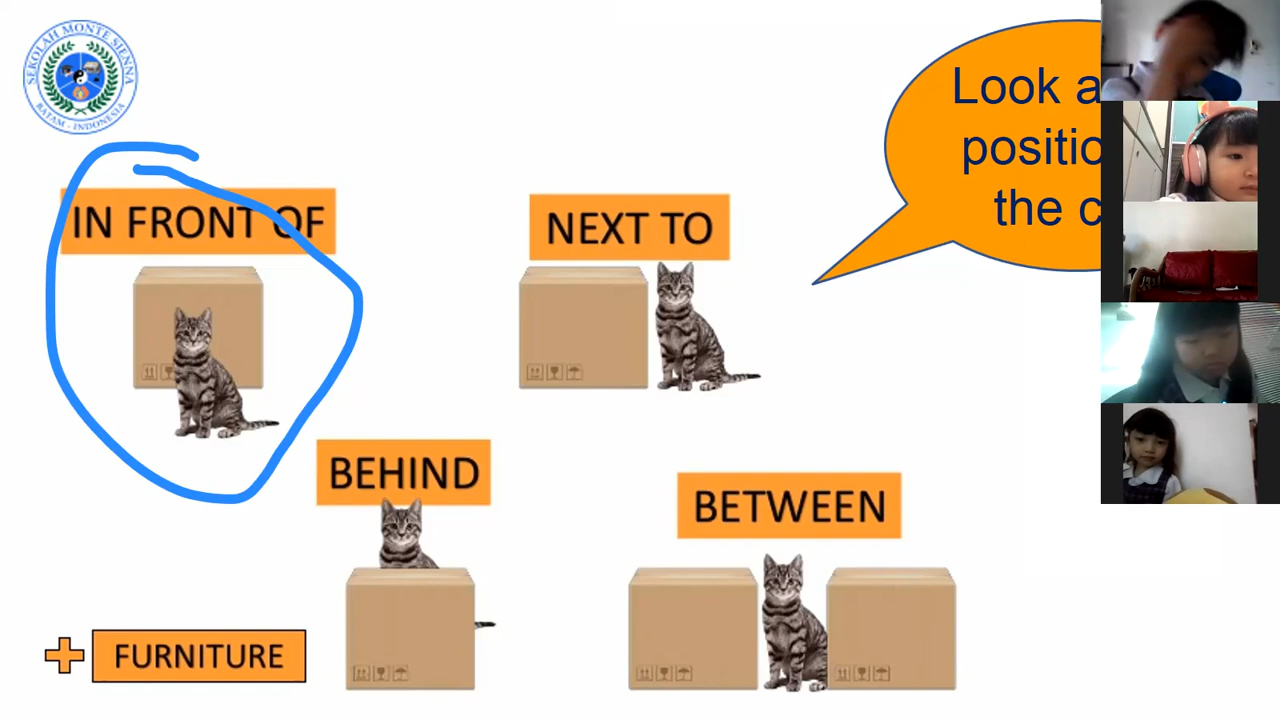 SEKOLAH MONTE SIENNA
BATAM - INDONESIA
Look a
positio
the c
IN FRONT OF
NEXT TO
BEHIND
BETWEEN
FURNITURE